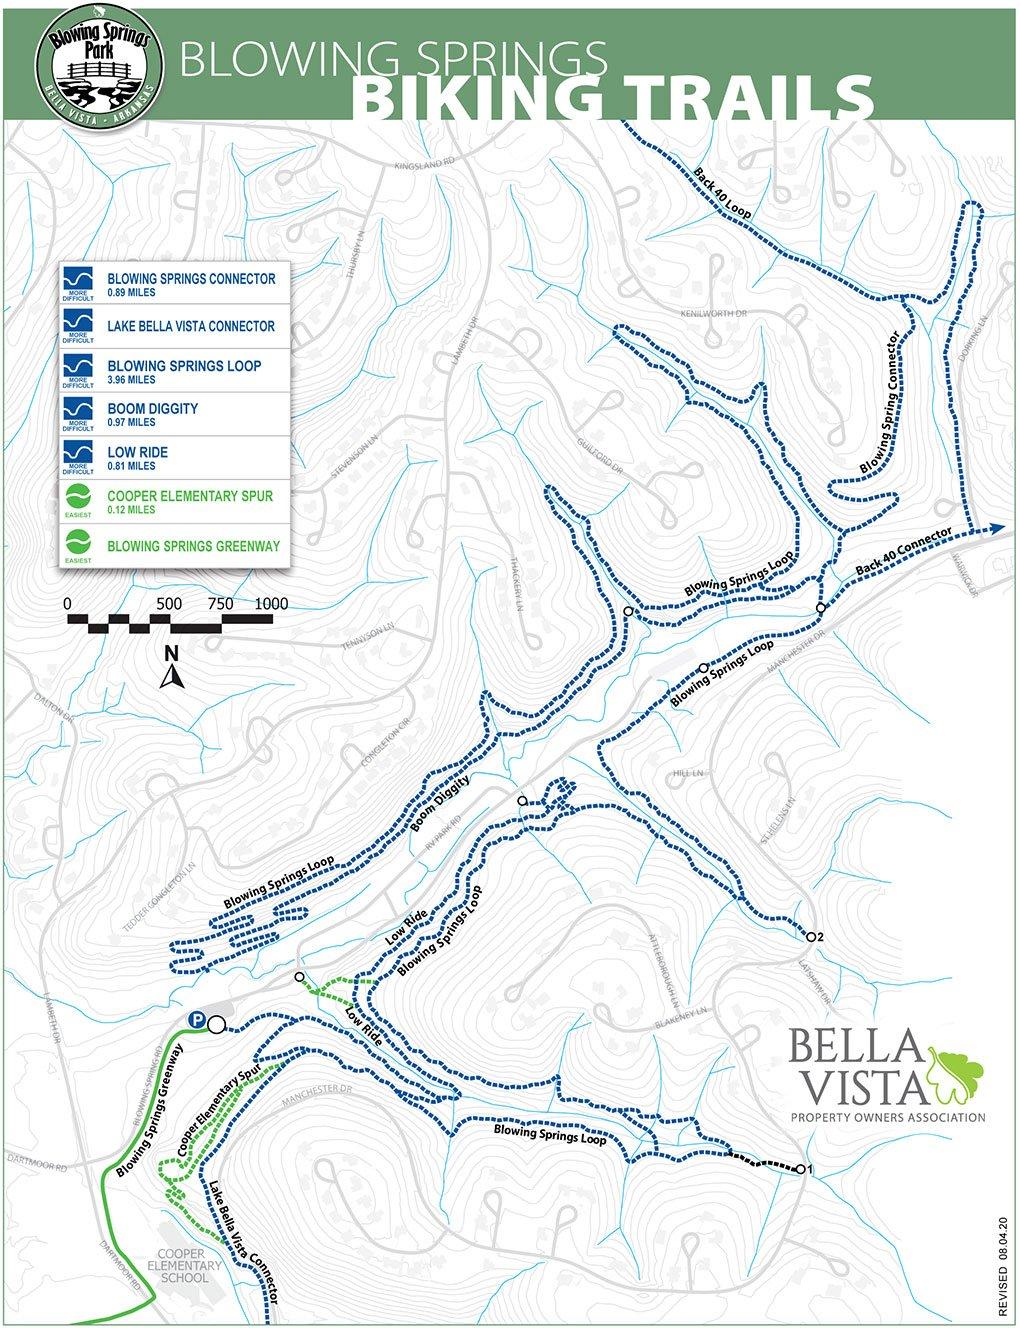 Blowing Springs
Park
BELLA VISTA • ARKANSAS
BLOWING SPRINGS
BIKING TRAILS
MORE DIFFICULT
BLOWING SPRINGS CONNECTOR
0.89 MILES
MORE DIFFICULT
LAKE BELLA VISTA CONNECTOR
MORE DIFFICULT
BLOWING SPRINGS LOOP
3.96 MILES
MORE DIFFICULT
BOOM DIGGITY
0.97 MILES
MORE DIFFICULT
LOW RIDE
0.81 MILES
EASIEST
COOPER ELEMENTARY SPUR
0.12 MILES
EASIEST
BLOWING SPRINGS GREENWAY
0 500 750 1000
N
KINGSLAND RD
THURSBY LN
LAMBETH DR
Back 40 Loop
KENILWORTH DR
DORKING LN
Blowing Spring Connector
STEVENSON LN
GUILFORD DR
THACKERY LN
Back 40 Connector
WARWICK DR
Blowing Springs Loop
TENNYSON LN
MANCHESTER DR
Blowing Springs Loop
DALTON DR
CONGLETON CIR
HILL LN
ST HELENS LN
Boom Diggity
RV PARK RD
Blowing Springs Loop
TEDDER CONGLETON LN
Low Ride
Blowing Springs Loop
2
ATTLEBOROUGH LN
LATSHAW DR
BLAKENEY LN
LAMBETH DR
P
Low Ride
BLOWING SPRING RD
Blowing Springs Greenway
Cooper Elementary Spur
MANCHESTER DR
Blowing Springs Loop
1
DARTMOOR RD
Lake Bella Vista Connector
DARTMOOR RD
COOPER
ELEMENTARY
SCHOOL
BELLA
VISTA
PROPERTY OWNERS ASSOCIATION
REVISED 08.04.20